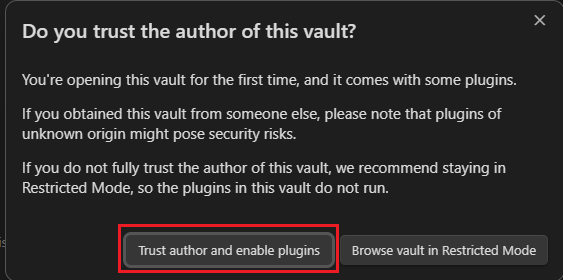 Do you trust the author of this vault?
You're opening this vault for the first time, and it comes with some plugins.
If you obtained this vault from someone else, please note that plugins of
unknown origin might pose security risks.
If you do not fully trust the author of this vault, we recommend staying in
Restricted Mode, so the plugins in this vault do not run.
Trust author and enable plugins
Browse vault in Restricted Mode